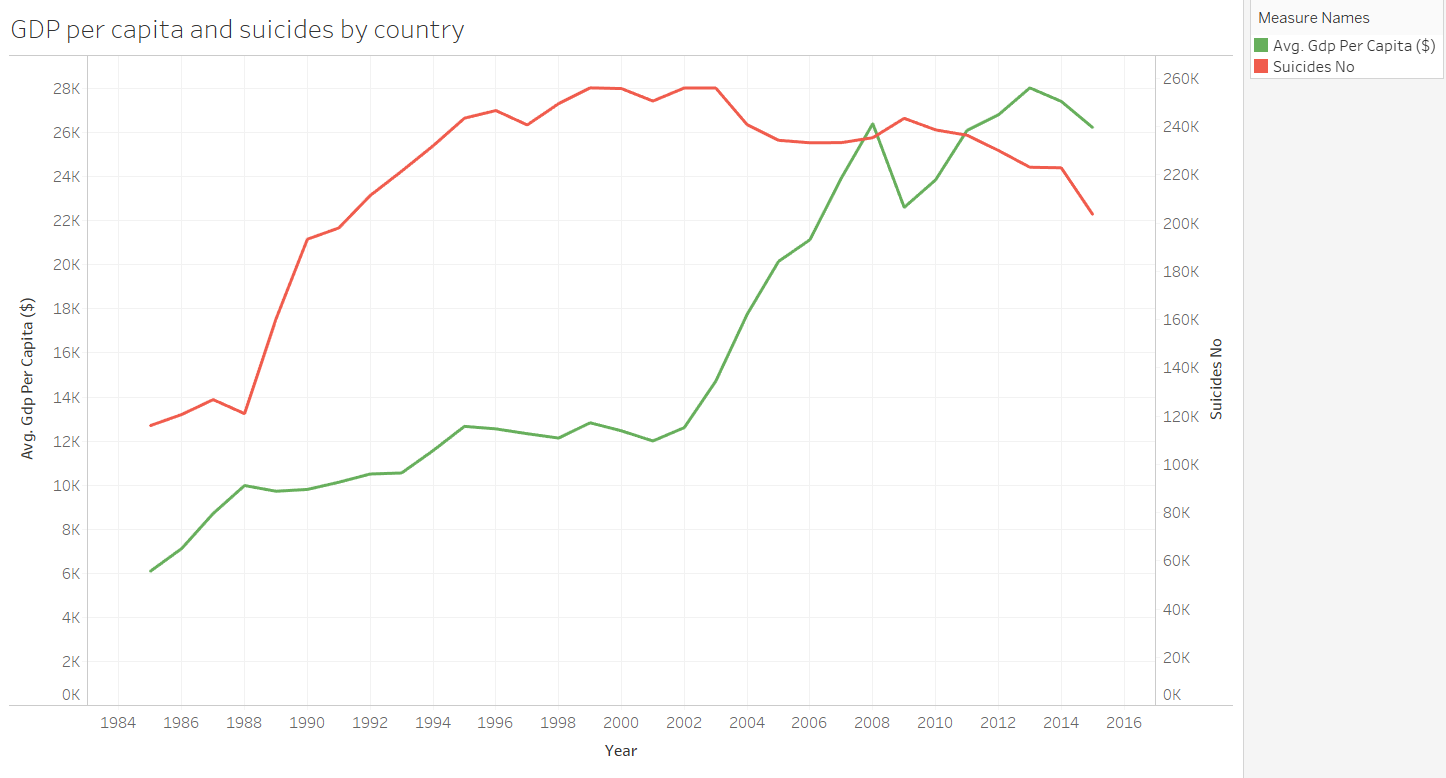 GDP per capita and suicides by country
Measure Names
Avg. Gdp Per Capita ($)
Suicides No
28K
26K
24K
22K
20K
18K
16K
14K
12K
10K
8K
6K
4K
2K
0K
Avg. Gdp Per Capita ($)
260K
240K
220K
200K
180K
160K
140K
120K
100K
80K
60K
40K
20K
0K
Suicides No
1984 1986 1988 1990 1992 1994 1996 1998 2000 2002 2004 2006 2008 2010 2012 2014 2016
Year